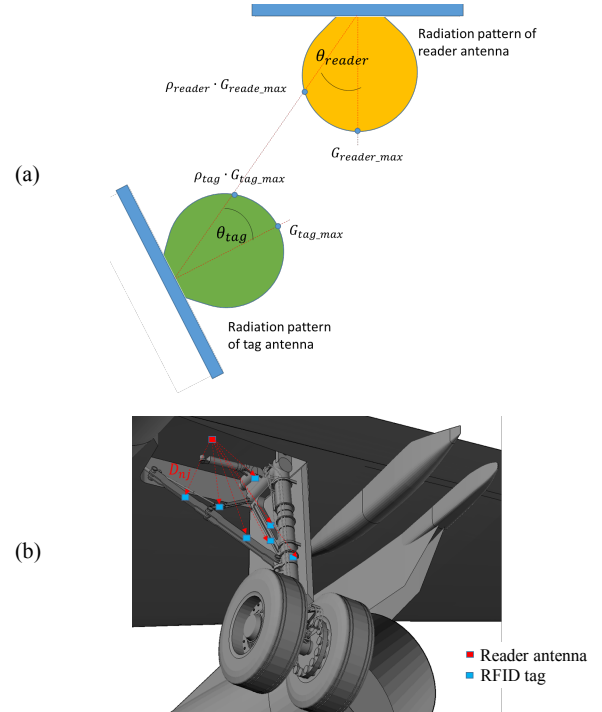 Radiation pattern of
reader antenna
θreader
ρreader · Greade_max
Greader_max
(a)
ρtag · Gtag_max
Gtag_max
θtag
Radiation pattern
of tag antenna
Dnj
(b)
Reader antenna
RFID tag